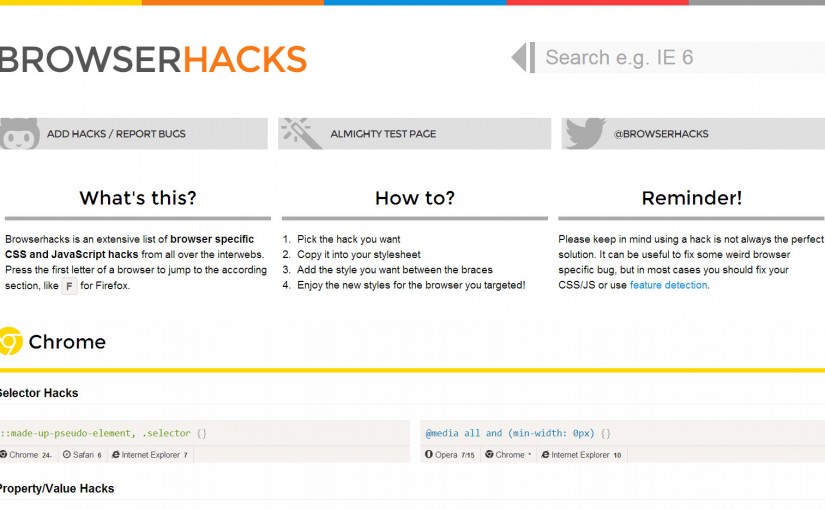 BROWSERHACKS
Search e.g. IE 6
ADD HACKS / REPORT BUGS
ALMIGHTY TEST PAGE
@BROWSERHACKS
What's this?
Browserhacks is an extensive list of browser specific
CSS and JavaScript hacks from all over the interwebs.
Press the first letter of a browser to jump to the according
section, like F for Firefox.
How to?
1. Pick the hack you want
2. Copy it into your stylesheet
3. Add the style you want between the braces
4. Enjoy the new styles for the browser you targeted!
Reminder!
Please keep in mind using a hack is not always the perfect
solution. It can be useful to fix some weird browser
specific bug, but in most cases you should fix your
CSS/JS or use feature detection.
Chrome
Selector Hacks
::made-up-pseudo-element, .selector {}
Chrome 24- Safari 6 Internet Explorer 7
@media all and (min-width: 0px) {}
Opera 7/15 Chrome * Internet Explorer 10
Property/Value Hacks